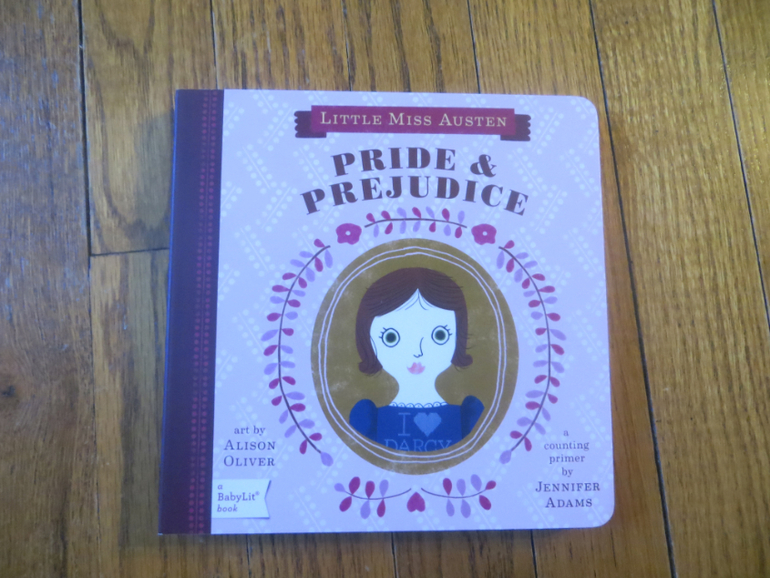 LITTLE MISS AUSTEN
PRIDE &
PREJUDICE
I
DARCY
art by
ALISON
OLIVER
a
counting
primer
by
JENNIFER
ADAMS
a
BabyLit®
book